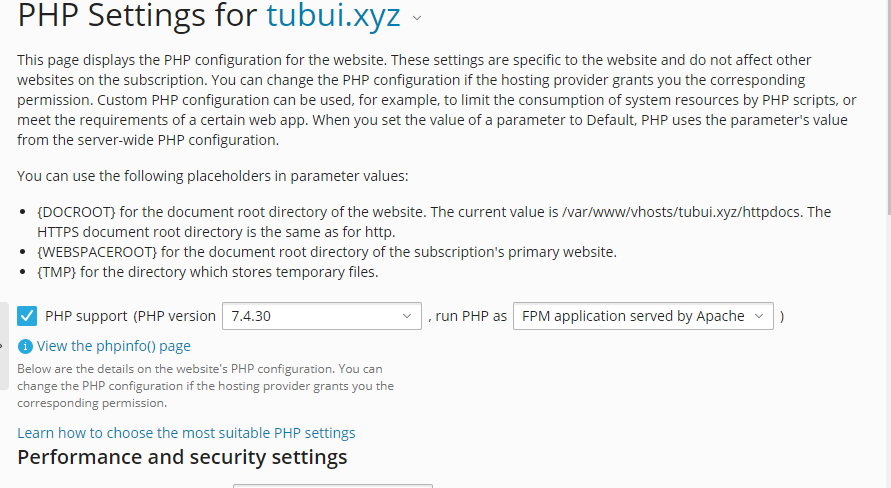 PHP Settings for tubui.xyz
This page displays the PHP configuration for the website. These settings are specific to the website and do not affect other
websites on the subscription. You can change the PHP configuration if the hosting provider grants you the corresponding
permission. Custom PHP configuration can be used, for example, to limit the consumption of system resources by PHP scripts, or
meet the requirements of a certain web app. When you set the value of a parameter to Default, PHP uses the parameter's value
from the server-wide PHP configuration.
You can use the following placeholders in parameter values:
• {DOCROT} for the document root directory of the website. The current value is /var/www/vhosts/tubui.xyz/httpdocs. The
HTTPS document root directory is the same as for http.
• {WEBSPACEROOT} for the document root directory of the subscription's primary website.
• {TMP} for the directory which stores temporary files.
PHP support (PHP version 7.4.30 , run PHP as FPM application served by Apache )
View the phpinfo() page
Below are the details on the website's PHP configuration. You can
change the PHP configuration if the hosting provider grants you the
corresponding permission.
Learn how to choose the most suitable PHP settings
Performance and security settings